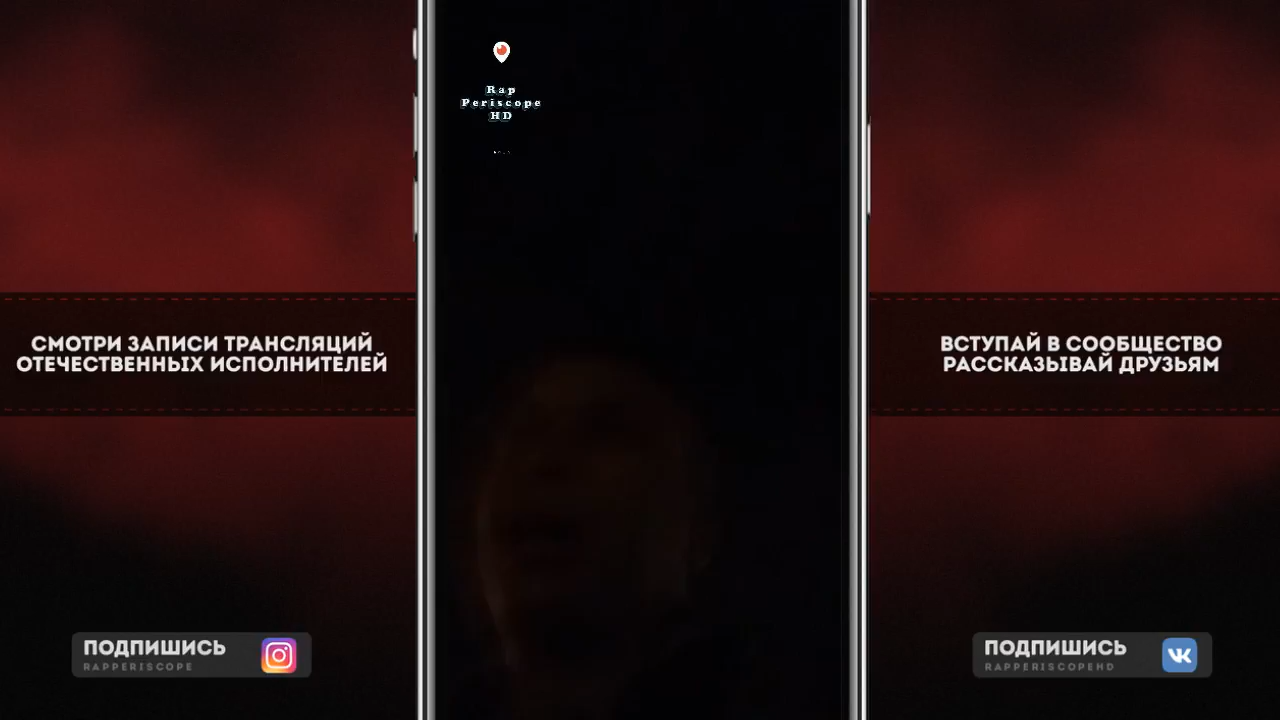 Rap
Periscope
HD
СМОТРИ ЗАПИСИ ТРАНСЛЯЦИЙ
ОТЕЧЕСТВЕННЫХ ИСПОЛНИТЕЛЕЙ
ВСТУПАЙ В СООБЩЕСТВО
РАССКАЗЫВАЙ ДРУЗЬЯМ
ПОДПИШИСЬ
RAPPERISCOPE
ПОДПИШИСЬ
RAPPERISCOPEHD